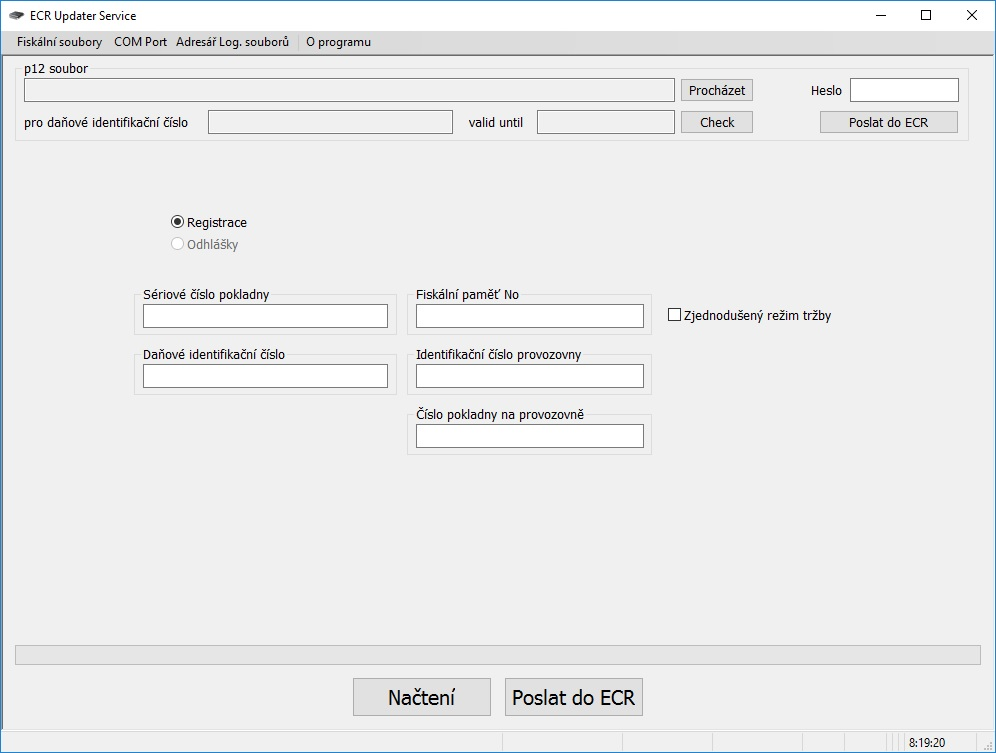 ECR Updater Service
Fiskální soubory COM Port Adresář Log. souborů O programu
p12 soubor
Procházet Heslo
pro daňové identifikační číslo valid until Check Poslat do ECR
Registrace
Odhlášky
Sériové číslo pokladny Fiskální paměť No
Zjednodušený režim tržby
Daňové identifikační číslo Identifikační číslo provozovny
Číslo pokladny na provozovně
Načtení Poslat do ECR
8:19:20